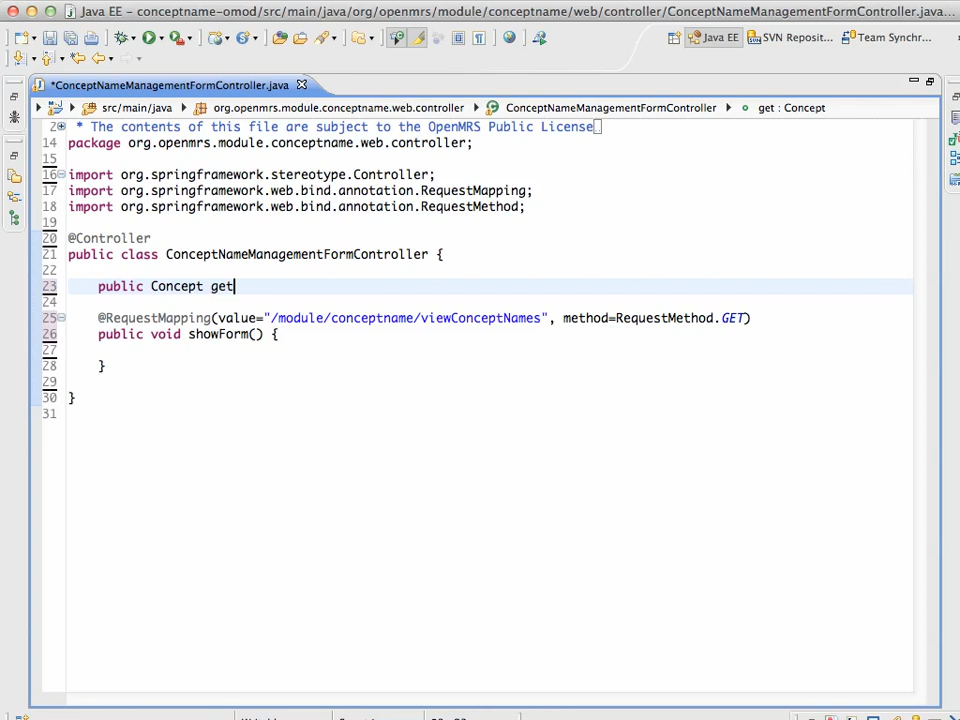 Java EE - conceptname-omod/src/main/java/org/openmrs/module/conceptname/web/controller/ConceptNameManagementFormController.java...
Java EE SVN Reposit... Team Synchr...
*ConceptNameManagementFormController.java
src/main/java org.openmrs.module.conceptname.web.controller ConceptNameManagementFormController get : Concept
2 * The contents of this file are subject to the OpenMRS Public License
14 package org.openmrs.module.conceptname.web.controller;
15
16 import org.springframework.stereotype.Controller;
17 import org.springframework.web.bind.annotation.RequestMapping;
18 import org.springframework.web.bind.annotation.RequestMethod;
19
20 @Controller
21 public class ConceptNameManagementFormController {
22
23 public Concept get
24
25 @RequestMapping(value="/module/conceptname/viewConceptNames", method=RequestMethod.GET)
26 public void showForm() {
27
28 }
29
30 }
31